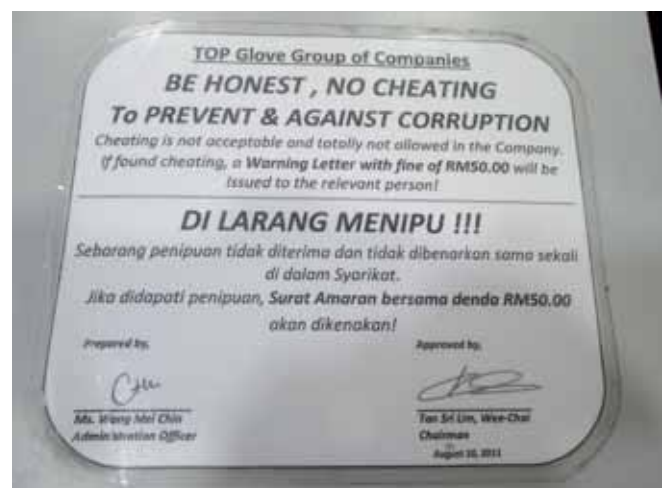 TOP Glove Group of Companies
BE HONEST , NO CHEATING
To PREVENT & AGAINST CORRUPTION
Cheating is not acceptable and totally not allowed in the Company.
If found cheating, a Warning Letter with fine of RM50.00 will be
issued to the relevant person!
DI LARANG MENIPU !!!
Sebarang penipuan tidak diterima dan tidak dibenarkan sama sekali
di dalam Syarikat.
Jika didapati penipuan, Surat Amaran bersama denda RM50.00
akan dikenakan!
Prepared by,
Approved by,
Ms. Wong Mei Chin
Administration Officer
Tan Sri Lim, Wee-Chai
Chairman
August 10, 2011